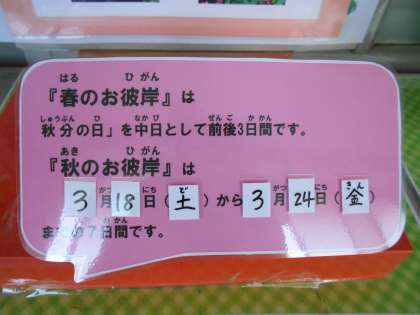 『春のお彼岸』は
秋分の日」を中日として前後3日間です。
『秋のお彼岸』は
3月18日(土)から3月24日(金)
までの7日間です。